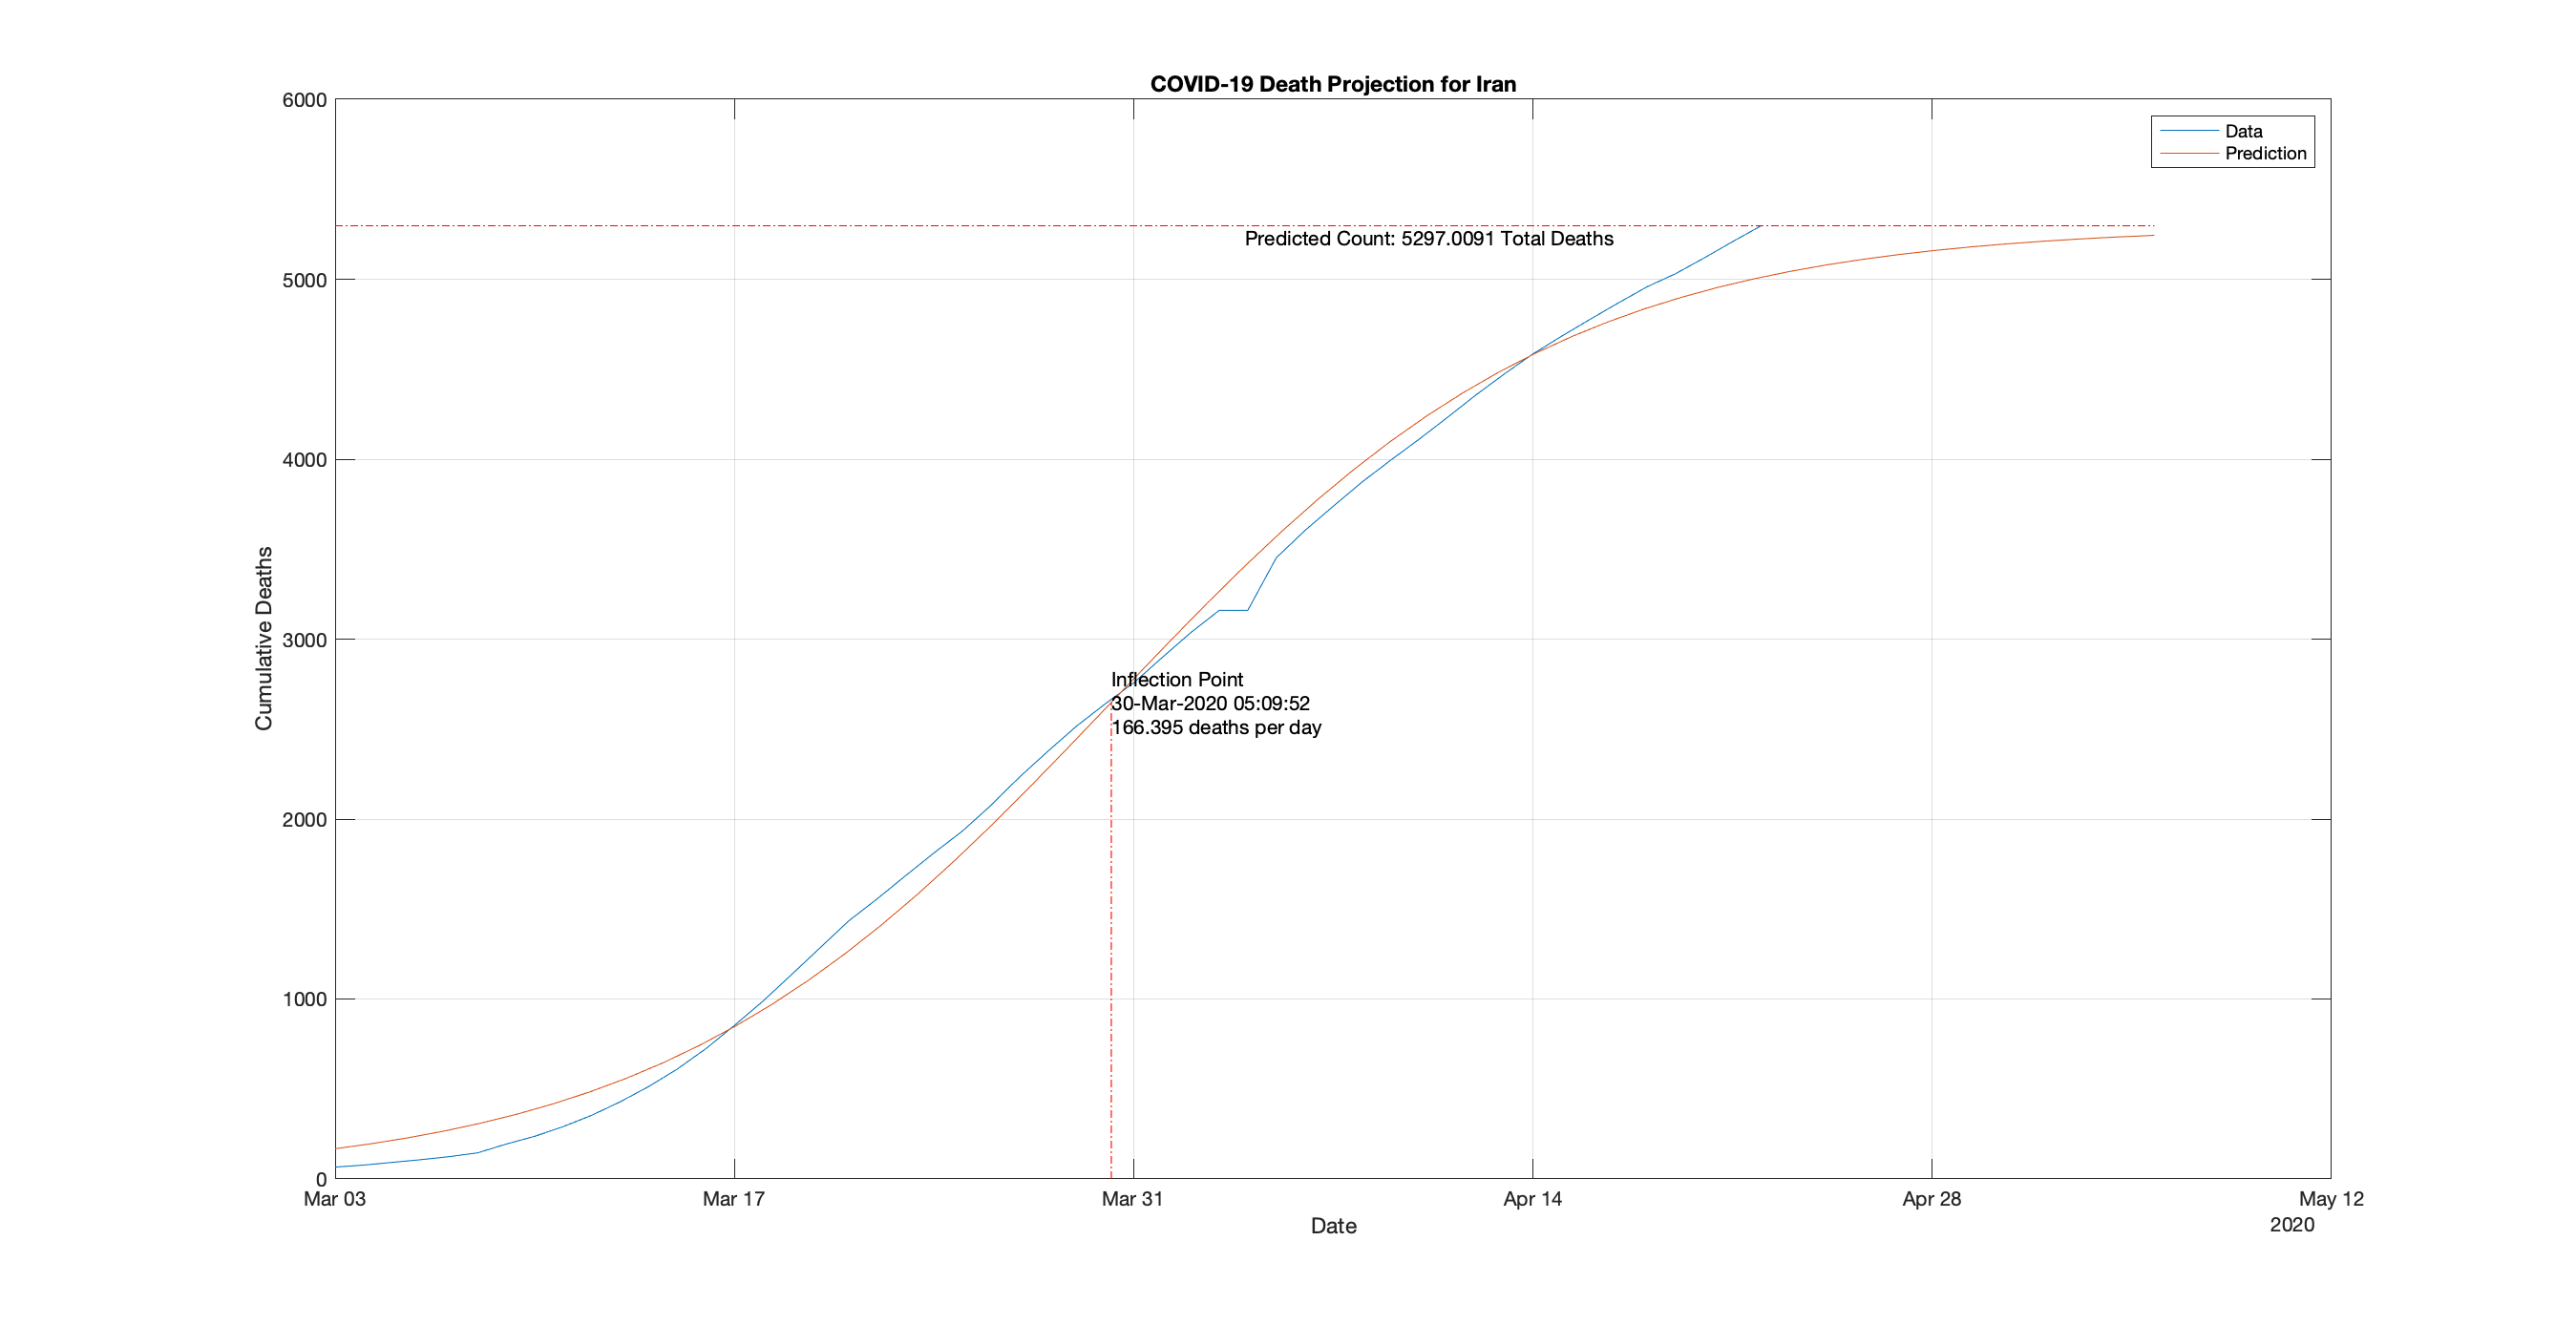 COVID-19 Death Projection for Iran
6000
5000
4000
3000
2000
1000
0
Cumulative Deaths
Data
Prediction
Predicted Count: 5297.0091 Total Deaths
Inflection Point
30-Mar-2020 05:09:52
166.395 deaths per day
Mar 03
Mar 17
Mar 31
Apr 14
Apr 28
May 12
2020
Date